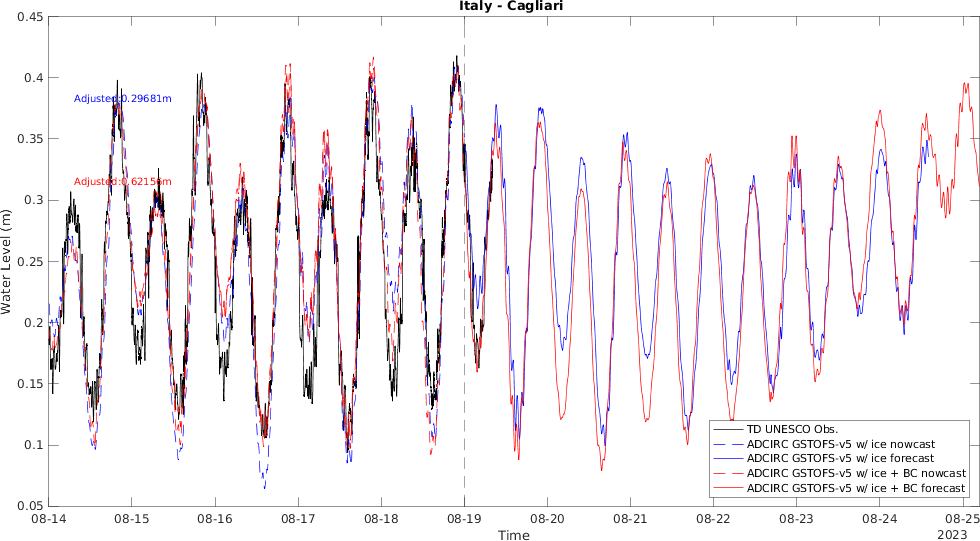 Italy - Cagliari
0.45
0.4
0.35
0.3
0.25
0.2
0.15
0.1
0.05
Water Level (m)
Adjusted:0.29681m
Adjusted:0.62156m
TD UNESCO Obs.
ADCIRC GSTOFS-v5 w/ ice nowcast
ADCIRC GSTOFS-v5 w/ ice forecast
ADCIRC GSTOFS-v5 w/ ice + BC nowcast
ADCIRC GSTOFS-v5 w/ ice + BC forecast
08-14 08-15 08-16 08-17 08-18 08-19 08-20 08-21 08-22 08-23 08-24 08-25
Time
2023